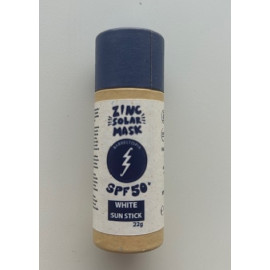 ZINC
SOLAR
MASK
SPF50+
WHITE
SUN STICK
22g